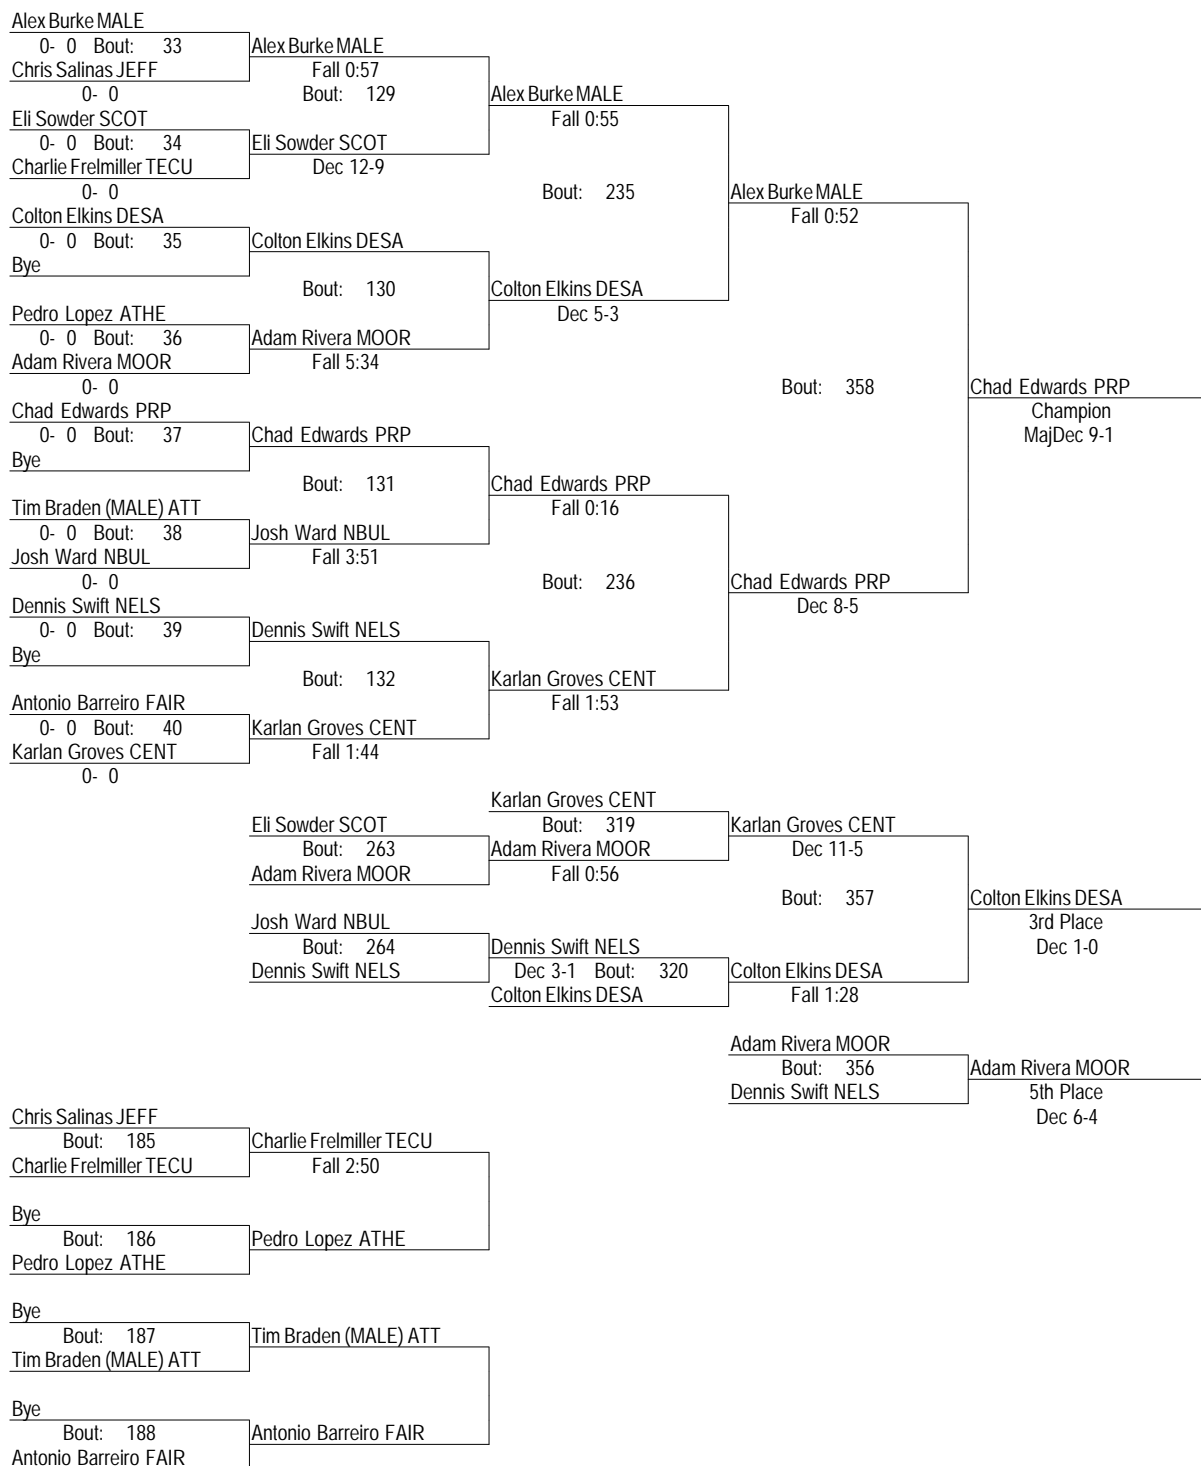 Alex Burke MALE
0- 0 Bout: 33 Alex Burke MALE
Chris Salinas JEFF Fall 0:57
0- 0 Bout: 129 Alex Burke MALE
Eli Sowder SCOT Fall 0:55
0- 0 Bout: 34 Eli Sowder SCOT
Charlie Frelmiller TECU Dec 12-9
0- 0 Bout: 235 Alex Burke MALE
Colton Elkins DESA Fall 0:52
0- 0 Bout: 35 Colton Elkins DESA
Bye
Bout: 130 Colton Elkins DESA
Pedro Lopez ATHE Dec 5-3
0- 0 Bout: 36 Adam Rivera MOOR
Adam Rivera MOOR Fall 5:34
0- 0 Bout: 358 Chad Edwards PRP
Chad Edwards PRP Champion
0- 0 Bout: 37 Chad Edwards PRP MajDec 9-1
Bye
Bout: 131 Chad Edwards PRP
Tim Braden (MALE) ATT Fall 0:16
0- 0 Bout: 38 Josh Ward NBUL
Josh Ward NBUL Fall 3:51
0- 0 Bout: 236 Chad Edwards PRP
Dennis Swift NELS Dec 8-5
0- 0 Bout: 39 Dennis Swift NELS
Bye
Bout: 132 Karlan Groves CENT
Antonio Barreiro FAIR Fall 1:53
0- 0 Bout: 40 Karlan Groves CENT
Karlan Groves CENT Fall 1:44
0- 0
Karlan Groves CENT
Eli Sowder SCOT Bout: 319 Karlan Groves CENT
Bout: 263 Adam Rivera MOOR Dec 11-5
Adam Rivera MOOR Fall 0:56
Bout: 357 Colton Elkins DESA
Josh Ward NBUL 3rd Place
Bout: 264 Dennis Swift NELS Dec 1-0
Dennis Swift NELS Dec 3-1 Bout: 320 Colton Elkins DESA
Colton Elkins DESA Fall 1:28
Adam Rivera MOOR
Bout: 356 Adam Rivera MOOR
Dennis Swift NELS 5th Place
Chris Salinas JEFF Dec 6-4
Bout: 185 Charlie Frelmiller TECU
Charlie Frelmiller TECU Fall 2:50
Bye
Bout: 186 Pedro Lopez ATHE
Pedro Lopez ATHE
Bye
Bout: 187 Tim Braden (MALE) ATT
Tim Braden (MALE) ATT
Bye
Bout: 188 Antonio Barreiro FAIR
Antonio Barreiro FAIR